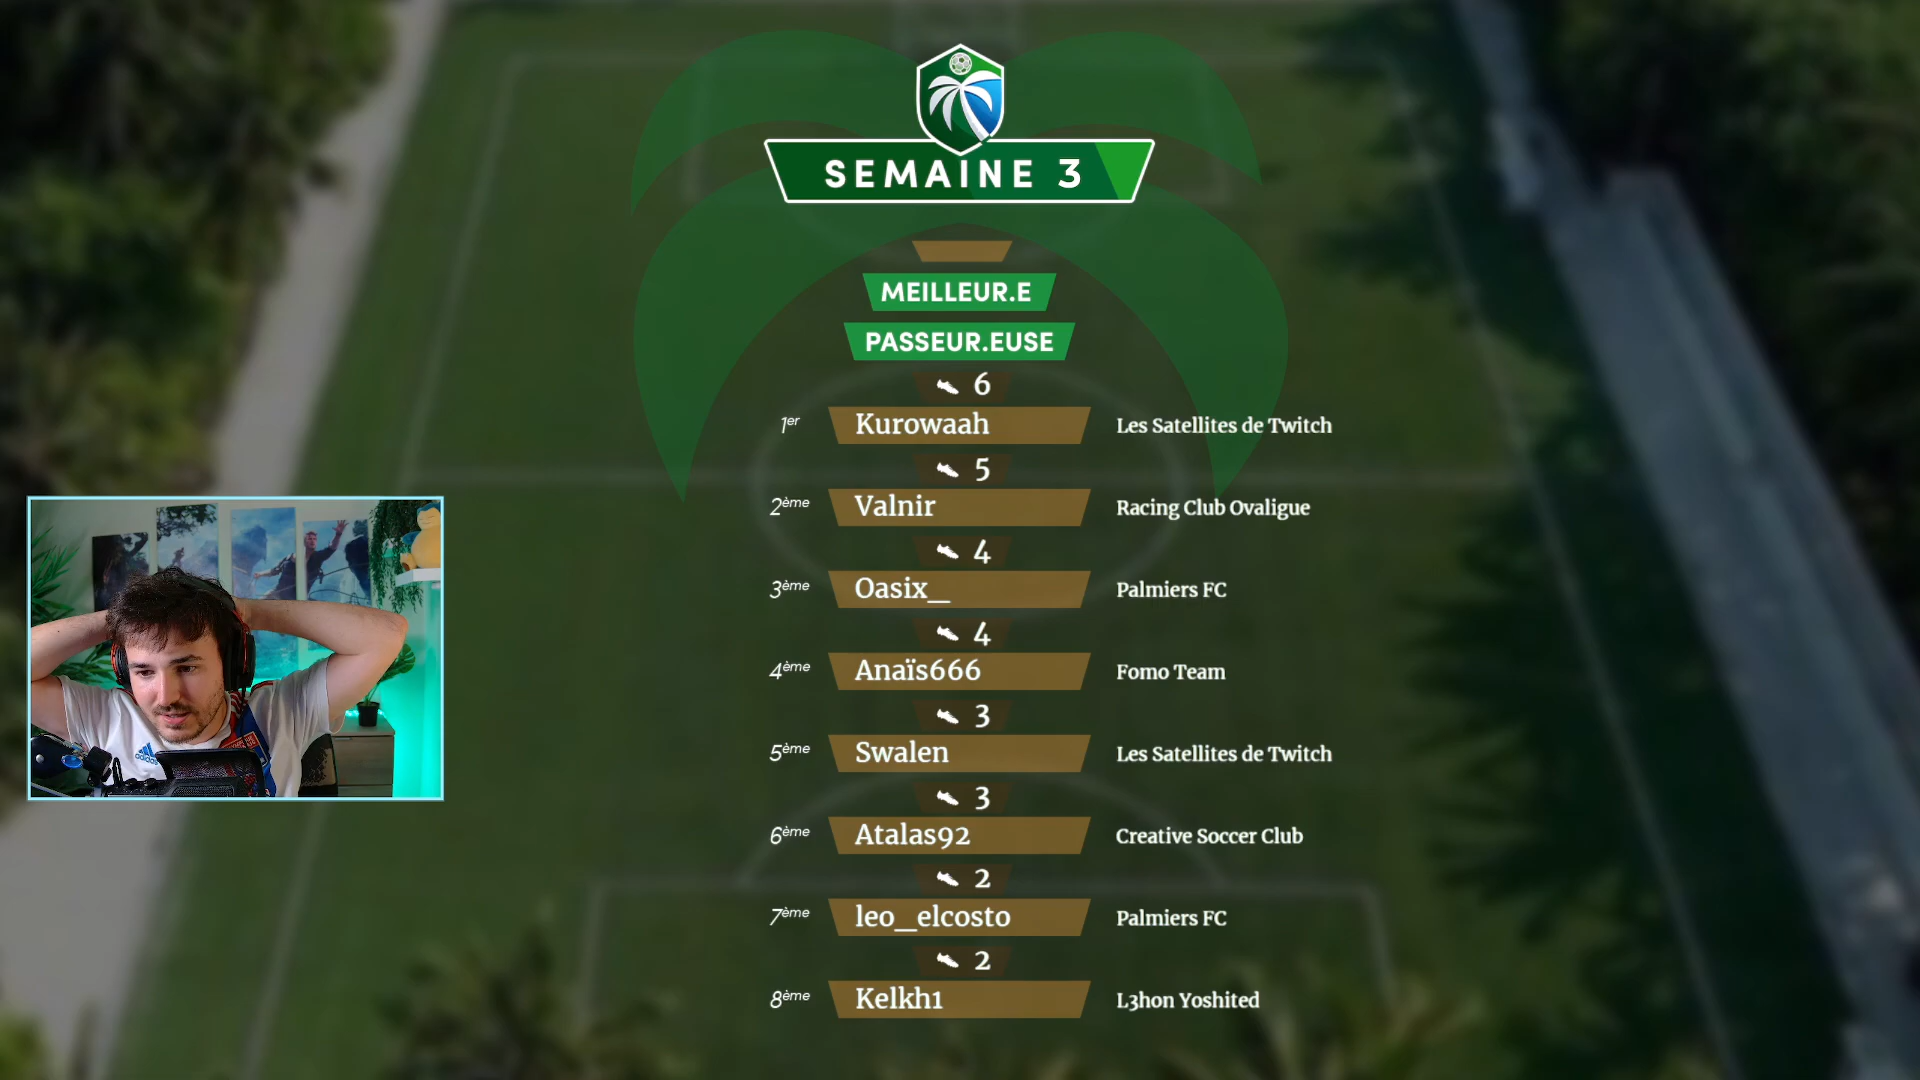 SEMAINE 3
MEILLEUR.E
PASSEUR.EUSE
6
1er Kurowaah Les Satellites de Twitch
5
2ème Valnir Racing Club Ovaligue
4
3ème Oasix_ Palmiers FC
4
4ème Anaïs666 Fomo Team
3
5ème Swalen Les Satellites de Twitch
3
6ème Atalas92 Creative Soccer Club
2
7ème leo_elcosto Palmiers FC
2
8ème Kelkh1 L3hon Yoshited
adidas